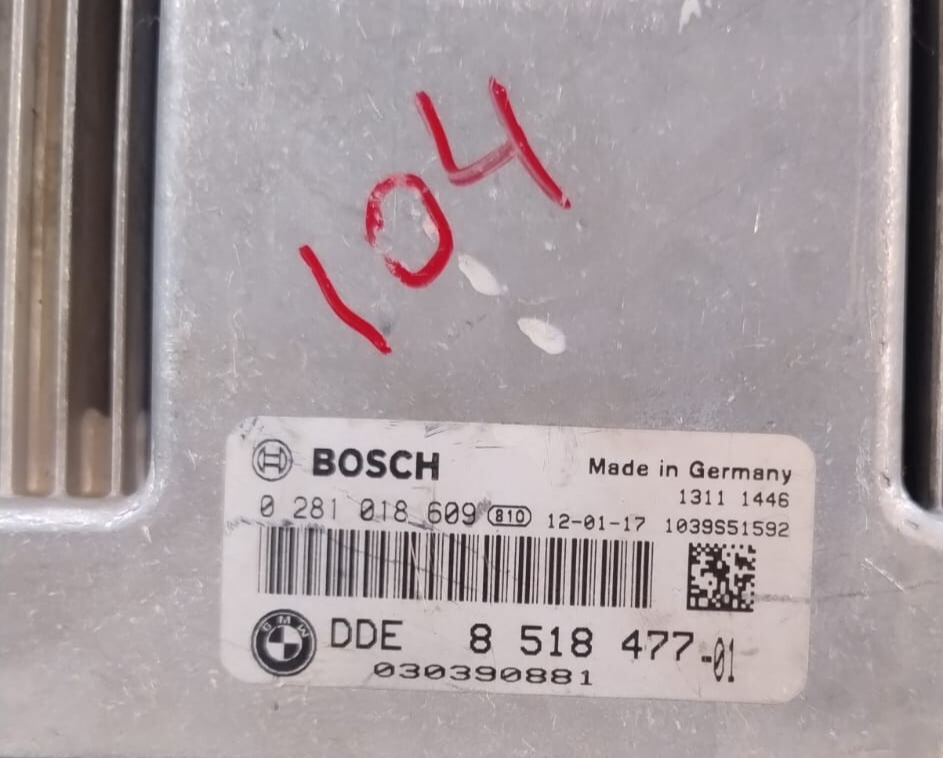 104
BOSCH
Made in Germany
1311 1446
0 281 018 609 810 12-01-17 1039S51592
BMW
DDE 8 518 477-01
030390881